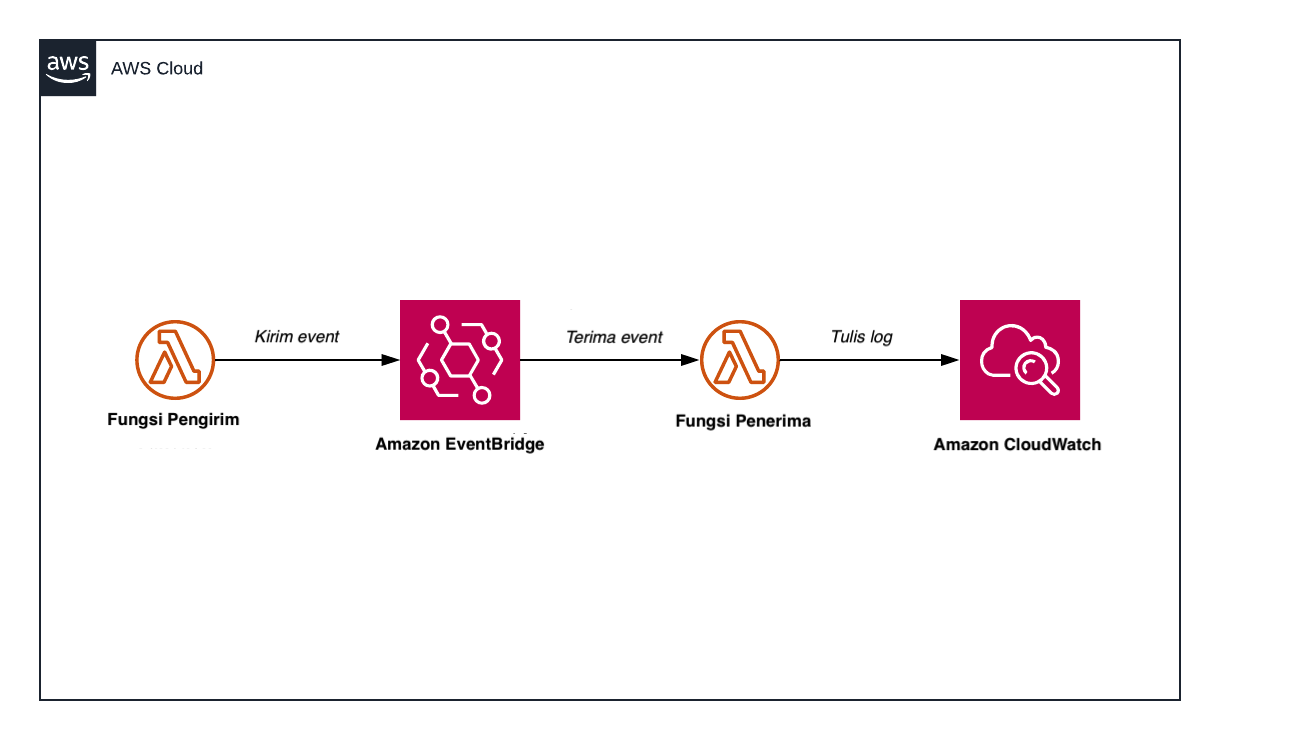 aws
AWS Cloud
Kirim event
Terima event
Tulis log
Fungsi Pengirim
Amazon EventBridge
Fungsi Penerima
Amazon CloudWatch